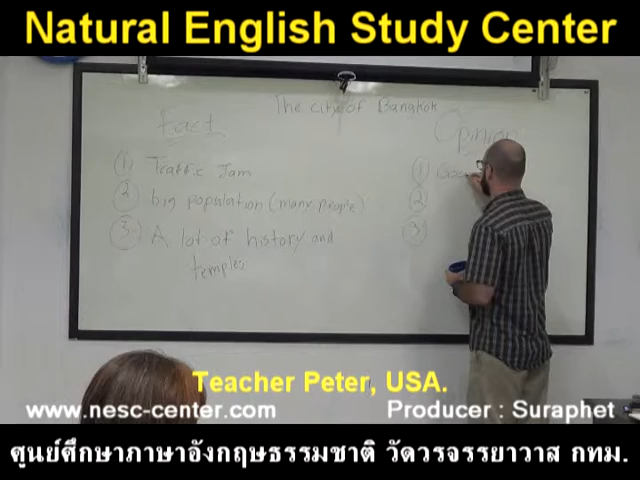 Natural English Study Center
The city of Bangkok
Fact
Opinion
① Traffic Jam
② big population (many people)
③ A lot of history and
temples
① Goo
②
③
Teacher Peter, USA.
www.nesc-center.com
Producer : Suraphet
ศูนย์ศึกษาภาษาอังกฤษธรรมชาติ วัดวรจรรยาวาส กทม.